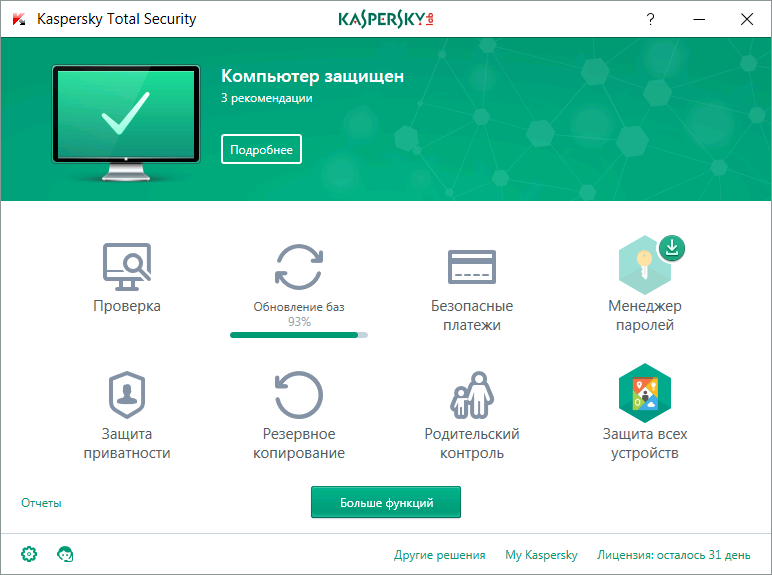 Kaspersky Total Security
KASPERSKY lab
?
Компьютер защищен
3 рекомендации
Подробнее
Проверка
Обновление баз
93%
Безопасные
платежи
Менеджер
паролей
Защита
приватности
Резервное
копирование
Родительский
контроль
Защита всех
устройств
Отчеты
Больше функций
Другие решения
My Kaspersky
Лицензия: осталось 31 день